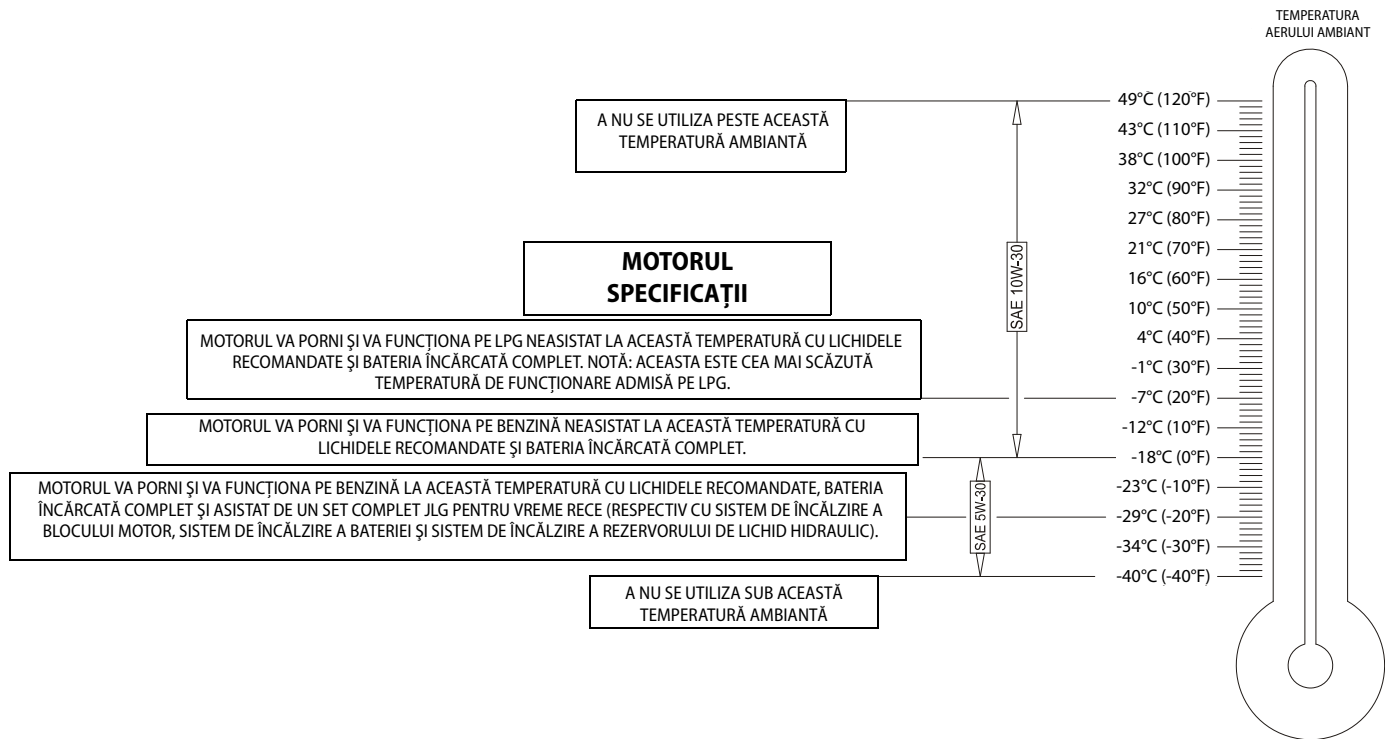 TEMPERATURA
AERULUI AMBIANT
49°C (120°F)
A NU SE UTILIZA PESTE ACEASTĂ
TEMPERATURĂ AMBIANTĂ
43°C (110°F)
38°C (100°F)
32°C (90°F)
27°C (80°F)
21°C (70°F)
SAE 10W-30
MOTORUL
SPECIFICAȚII
16°C (60°F)
10°C (50°F)
4°C (40°F)
MOTORUL VA PORNI ŞI VA FUNCȚIONA PE LPG NEASISTAT LA ACEASTĂ TEMPERATURĂ CU LICHIDELE
RECOMANDATE ŞI BATERIA ÎNCĂRCATĂ COMPLET. NOTĂ: ACEASTA ESTE CEA MAI SCĂZUTĂ
TEMPERATURĂ DE FUNCȚIONARE ADMISĂ PE LPG.
-1°C (30°F)
-7°C (20°F)
-12°C (10°F)
MOTORUL VA PORNI ŞI VA FUNCȚIONA PE BENZINĂ NEASISTAT LA ACEASTĂ TEMPERATURĂ CU
LICHIDELE RECOMANDATE ŞI BATERIA ÎNCĂRCATĂ COMPLET.
-18°C (0°F)
-23°C (-10°F)
MOTORUL VA PORNI ŞI VA FUNCȚIONA PE BENZINĂ LA ACEASTĂ TEMPERATURĂ CU LICHIDELE RECOMANDATE, BATERIA
ÎNCĂRCATĂ COMPLET ŞI ASISTAT DE UN SET COMPLET JLG PENTRU VREME RECE (RESPECTIV CU SISTEM DE ÎNCĂLZIRE A
BLOCULUI MOTOR, SISTEM DE ÎNCĂLZIRE A BATERIEI ŞI SISTEM DE ÎNCĂLZIRE A REZERVORULUI DE LICHID HIDRAULIC).
SAE 5W-30
-29°C (-20°F)
-34°C (-30°F)
-40°C (-40°F)
A NU SE UTILIZA SUB ACEASTĂ
TEMPERATURĂ AMBIANTĂ